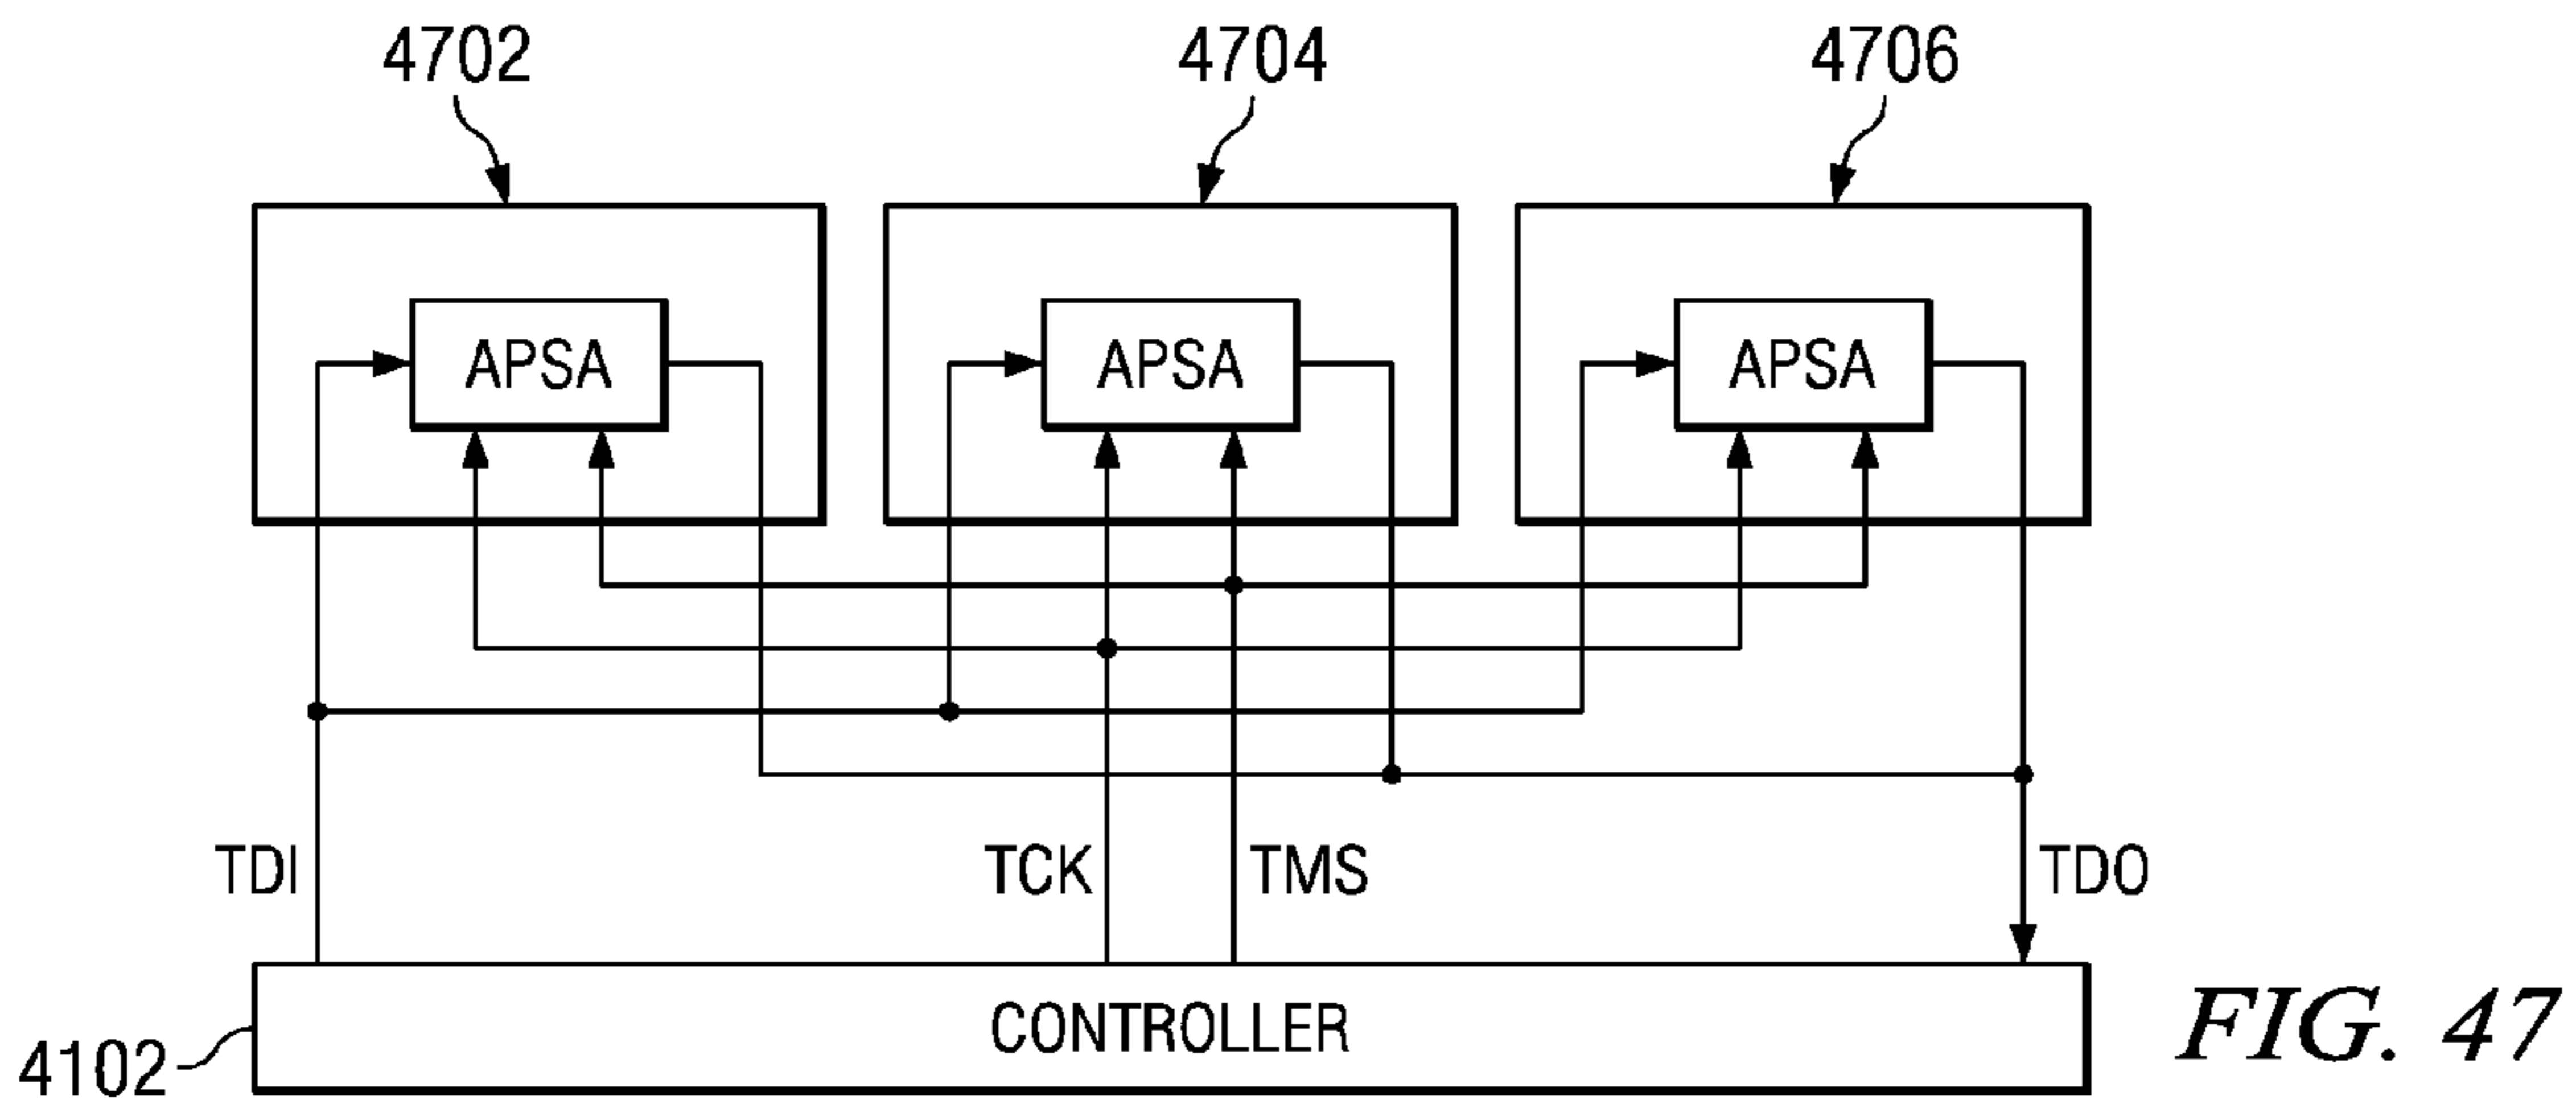 4702
4704
4706
APSA
APSA
APSA
TDI
TCK
TMS
TDO
CONTROLLER
4102
FIG. 47